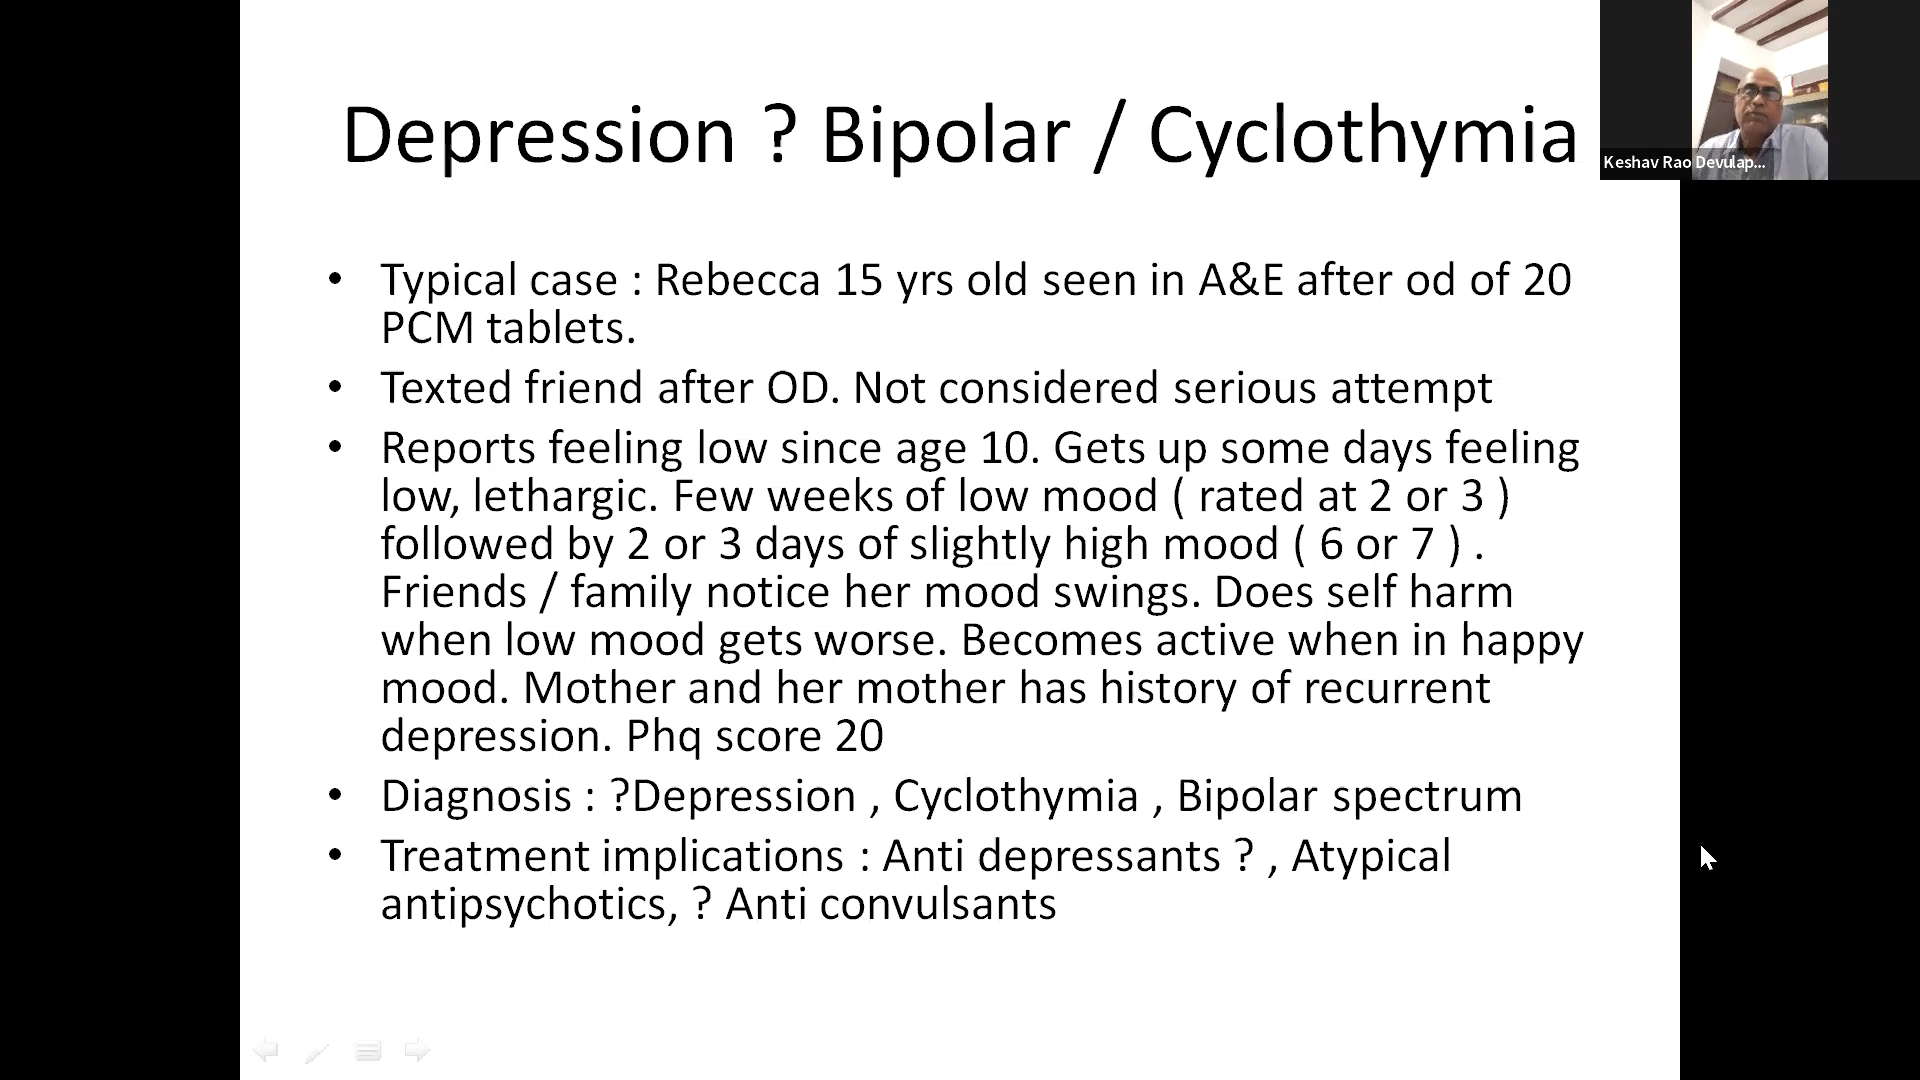 Depression ? Bipolar / Cyclothymia
Keshav Rao Devulap...
• Typical case : Rebecca 15 yrs old seen in A&E after od of 20
PCM tablets.
• Texted friend after OD. Not considered serious attempt
• Reports feeling low since age 10. Gets up some days feeling
low, lethargic. Few weeks of low mood ( rated at 2 or 3 )
followed by 2 or 3 days of slightly high mood ( 6 or 7 ) .
Friends / family notice her mood swings. Does self harm
when low mood gets worse. Becomes active when in happy
mood. Mother and her mother has history of recurrent
depression. Phq score 20
• Diagnosis : ?Depression , Cyclothymia , Bipolar spectrum
• Treatment implications : Anti depressants ? , Atypical
antipsychotics, ? Anti convulsants